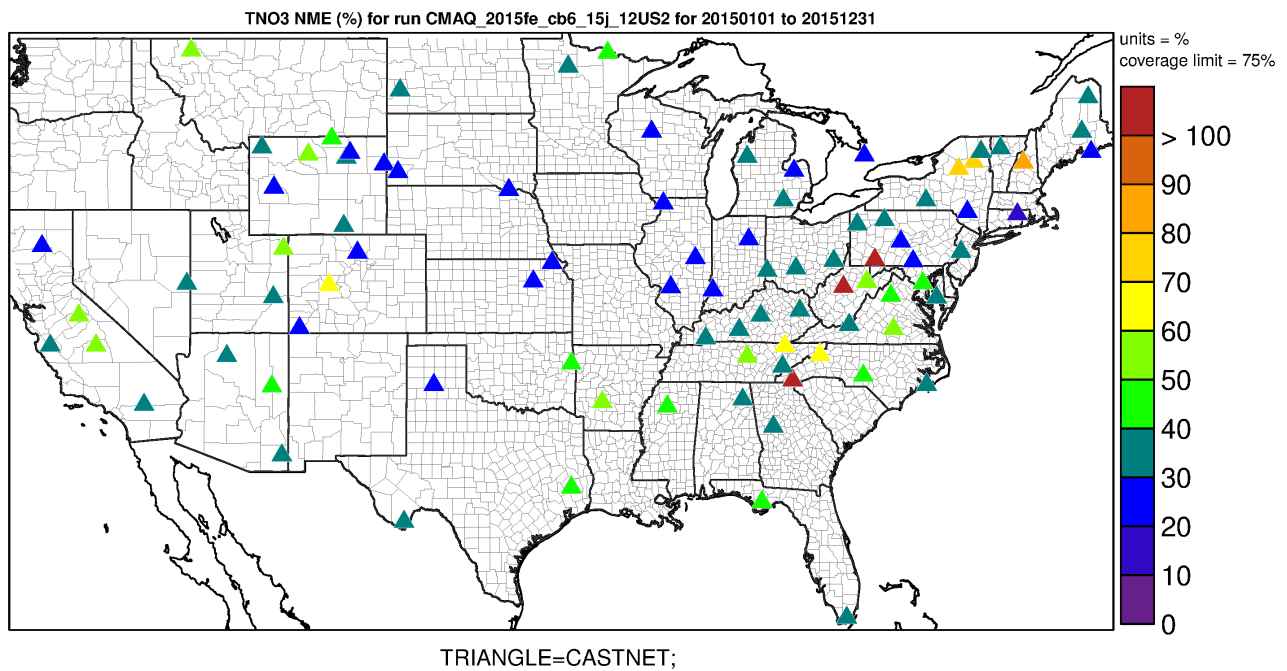 TNO3 NME (%) for run CMAQ_2015fe_cb6_15j_12US2 for 20150101 to 20151231
units = %
coverage limit = 75%
> 100
90
80
70
60
50
40
30
20
10
0
TRIANGLE=CASTNET;